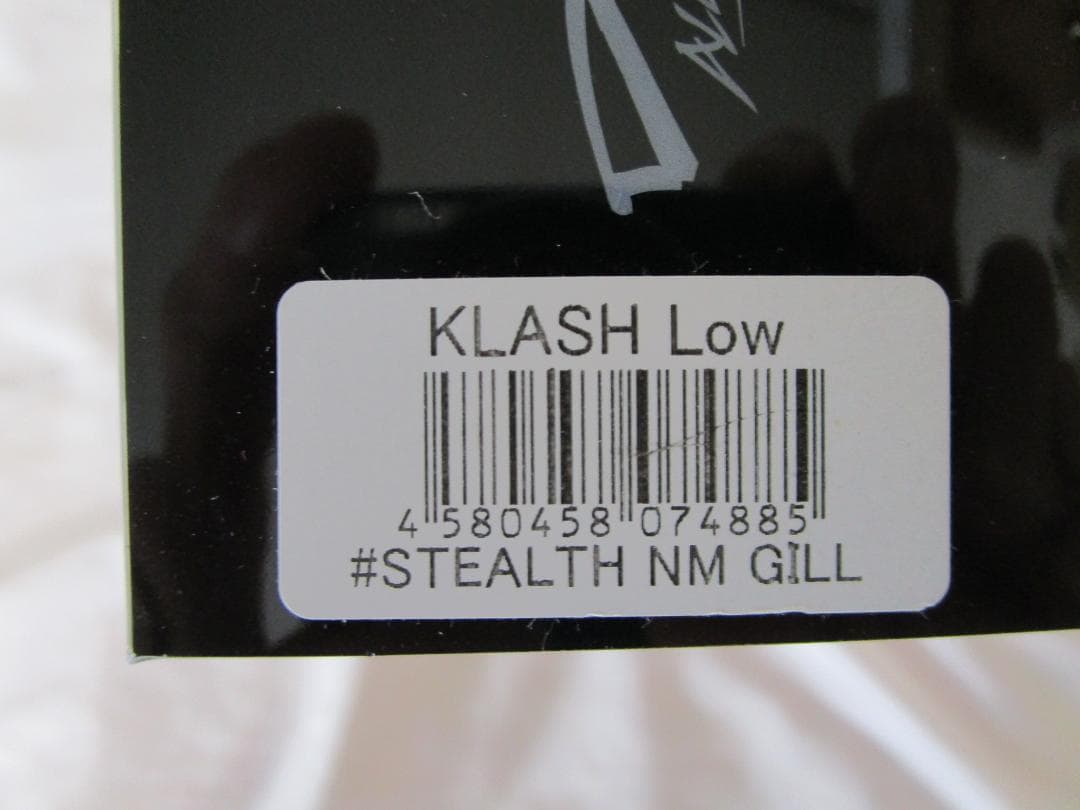 KLASH Low
4 580458 074885
#STEALTH NM GILL